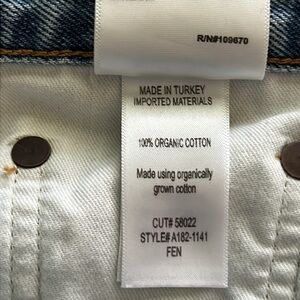 R/N#109670
MADE IN TURKEY
IMPORTED MATERIALS
100% ORGANIC COTTON
Made using organically
grown cotton
CUT# 58022
STYLE# A182-1141
FEN